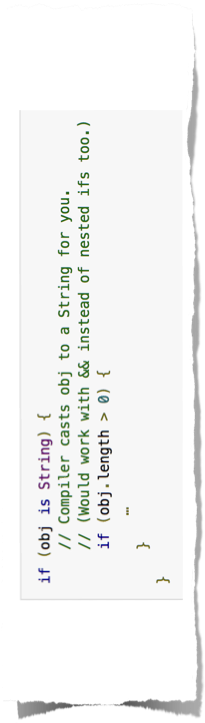 if (obj is String) {
    // Compiler casts obj to a String for you.
    // (Would work with && instead of nested ifs too.)
    if (obj.length > 0) {
        …
    }
}